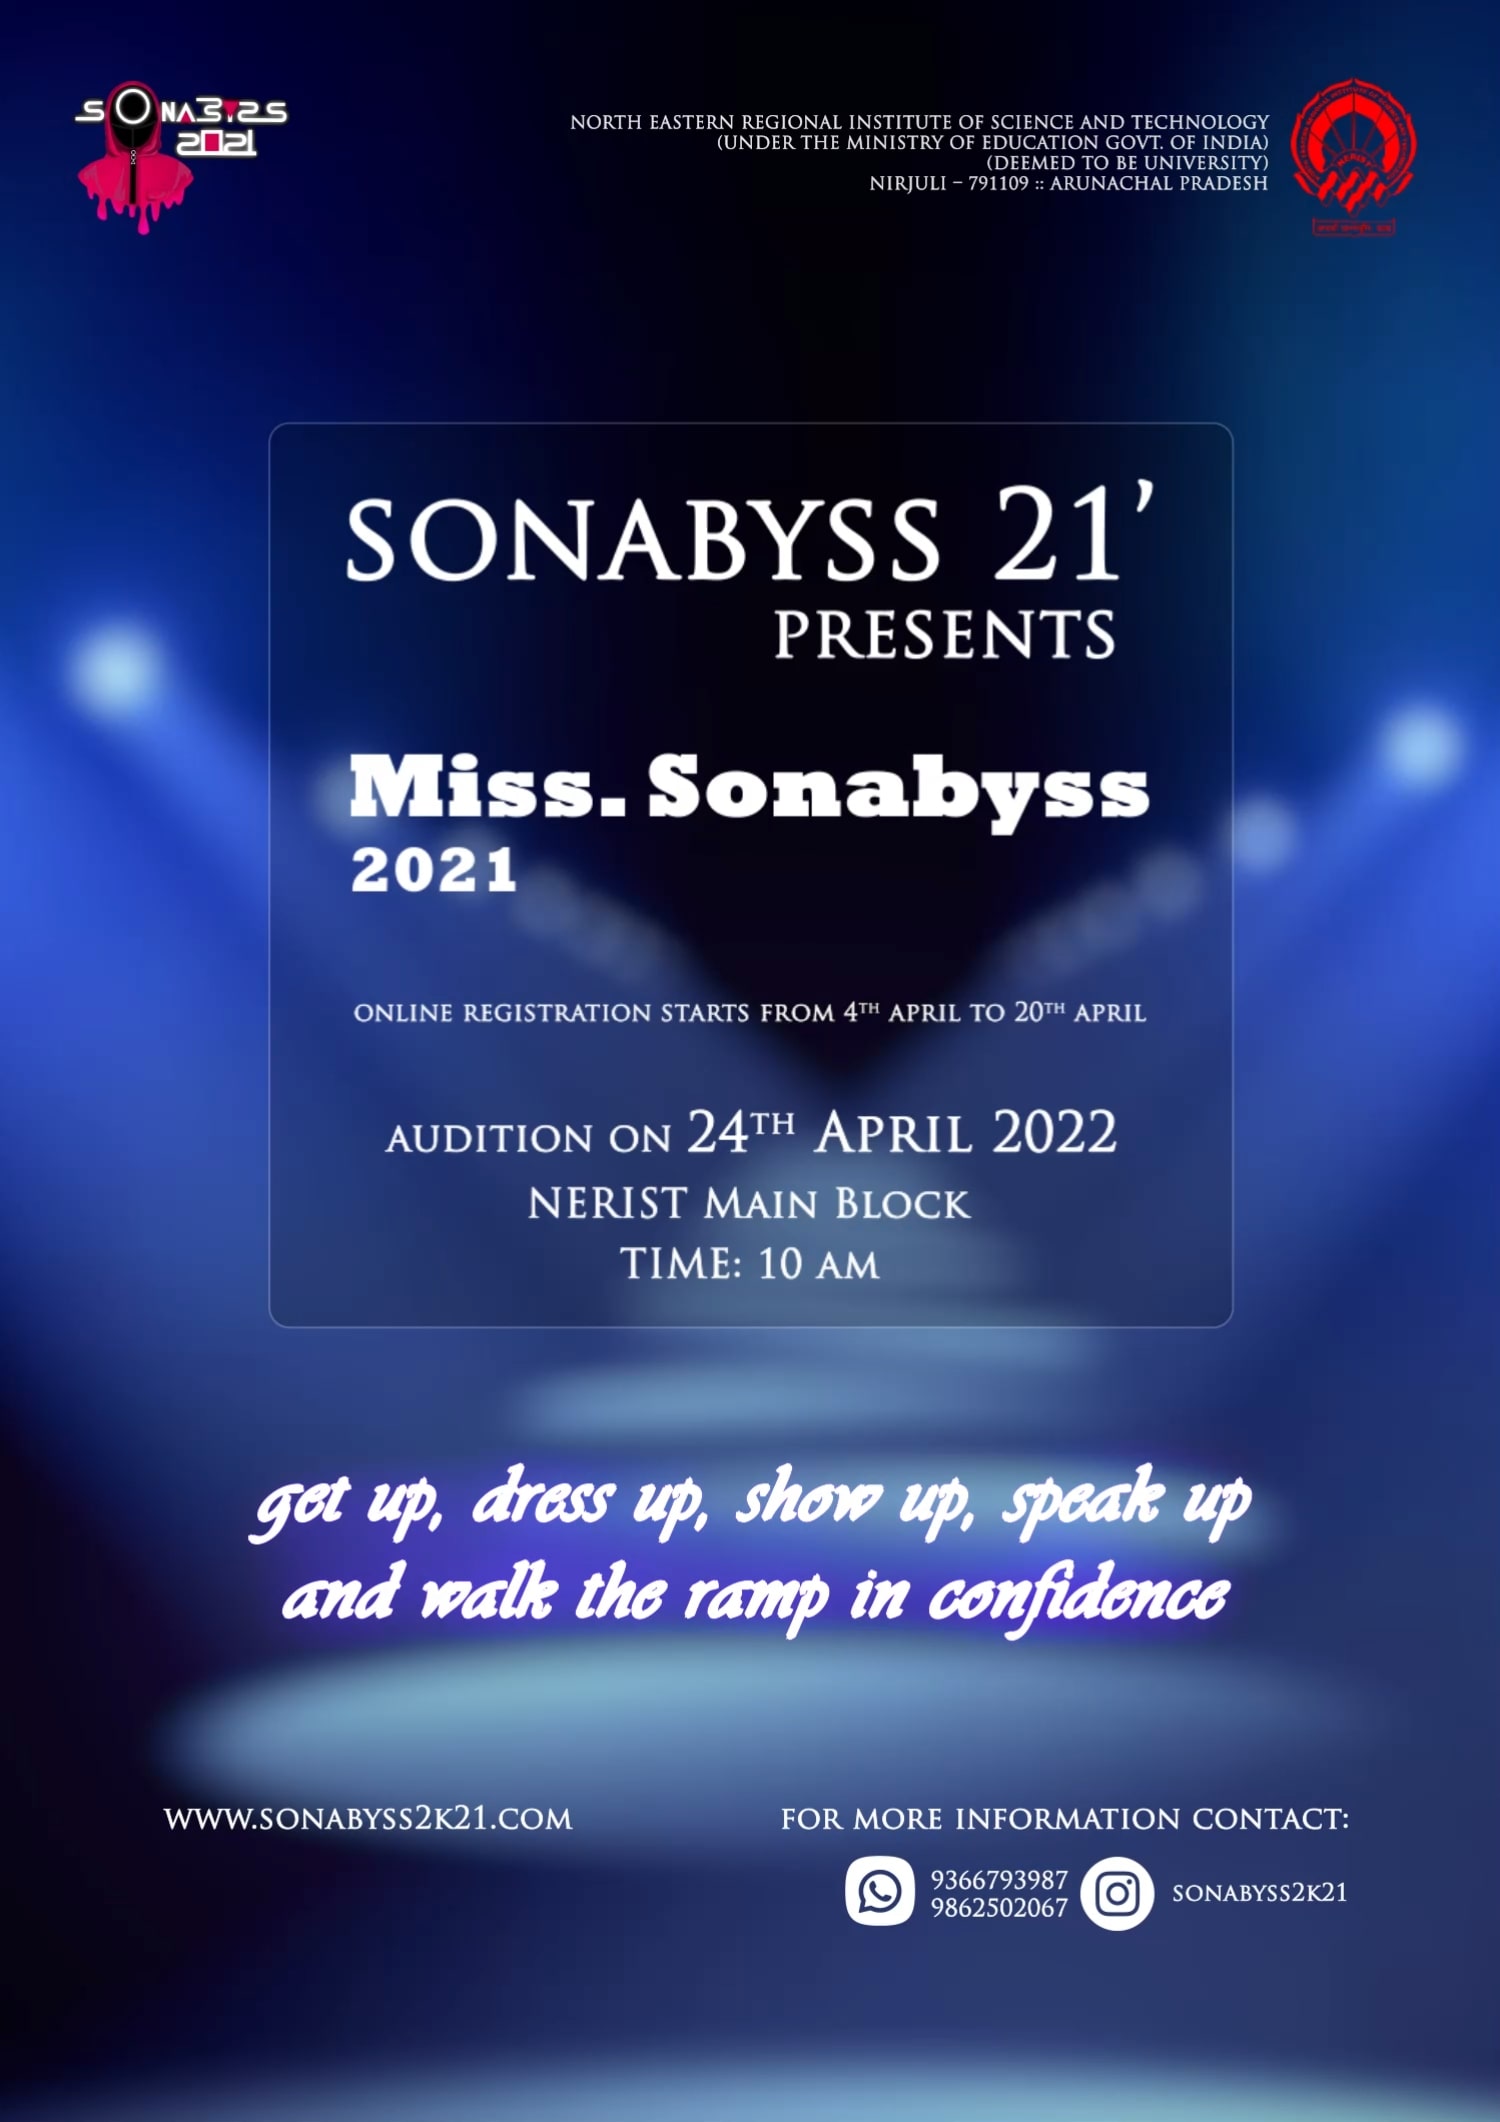 SONABYSS
2021
NORTH EASTERN REGIONAL INSTITUTE OF SCIENCE AND TECHNOLOGY
(UNDER THE MINISTRY OF EDUCATION GOVT. OF INDIA)
(DEEMED TO BE UNIVERSITY)
NIRJULI – 791109 :: ARUNACHAL PRADESH
NERIST
SONABYSS 21’
PRESENTS
Miss. Sonabyss
2021
ONLINE REGISTRATION STARTS FROM 4TH APRIL TO 20TH APRIL
AUDITION ON 24TH APRIL 2022
NERIST MAIN BLOCK
TIME: 10 AM
get up, dress up, show up, speak up
and walk the ramp in confidence
WWW.SONABYSS2K21.COM
FOR MORE INFORMATION CONTACT:
9366793987
9862502067
SONABYSS2K21